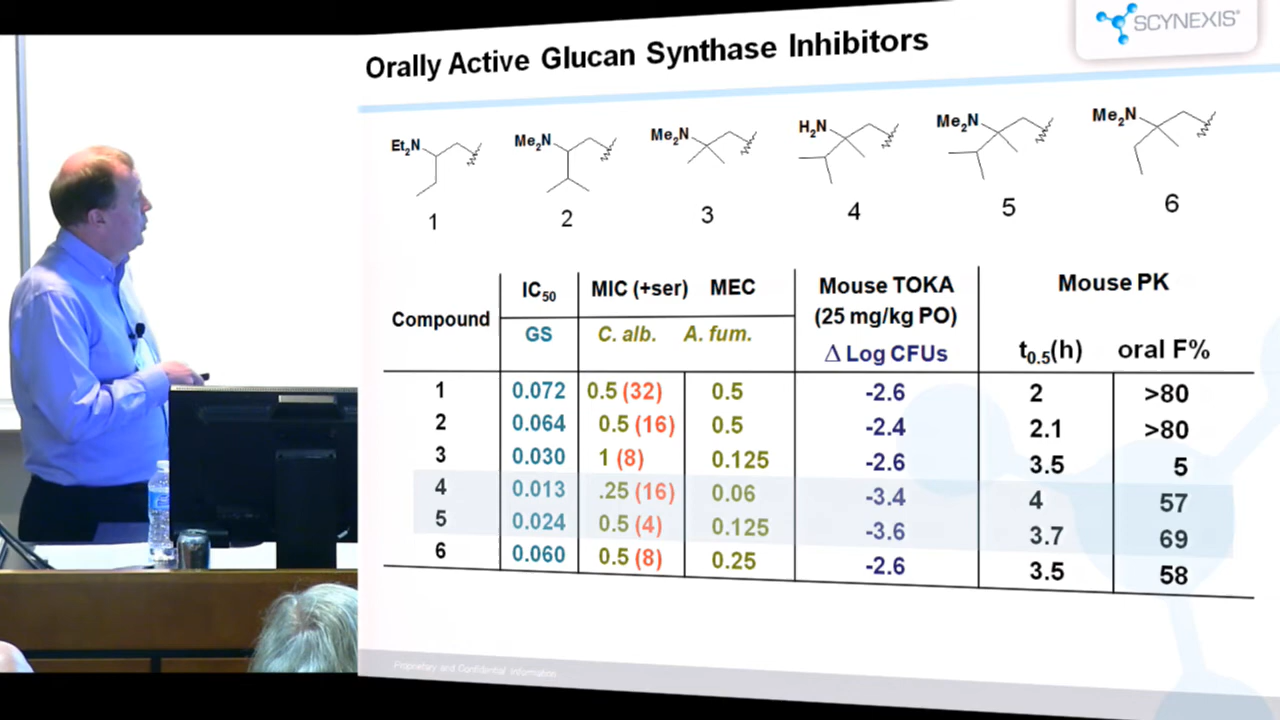 SCYNEXIS®
Orally Active Glucan Synthase Inhibitors
Et2N Me2N Me2N H2N Me2N Me2N
1 2 3 4 5 6
Compound IC50 MIC (+ser) MEC Mouse TOKA (25 mg/kg PO) Mouse PK
GS C. alb. A. fum. Δ Log CFUs t0.5(h) oral F%
1 0.072 0.5 (32) 0.5 -2.6 2 >80
2 0.064 0.5 (16) 0.5 -2.4 2.1 >80
3 0.030 1 (8) 0.125 -2.6 3.5 5
4 0.013 .25 (16) 0.06 -3.4 4 57
5 0.024 0.5 (4) 0.125 -3.6 3.7 69
6 0.060 0.5 (8) 0.25 -2.6 3.5 58
Proprietary and Confidential Information